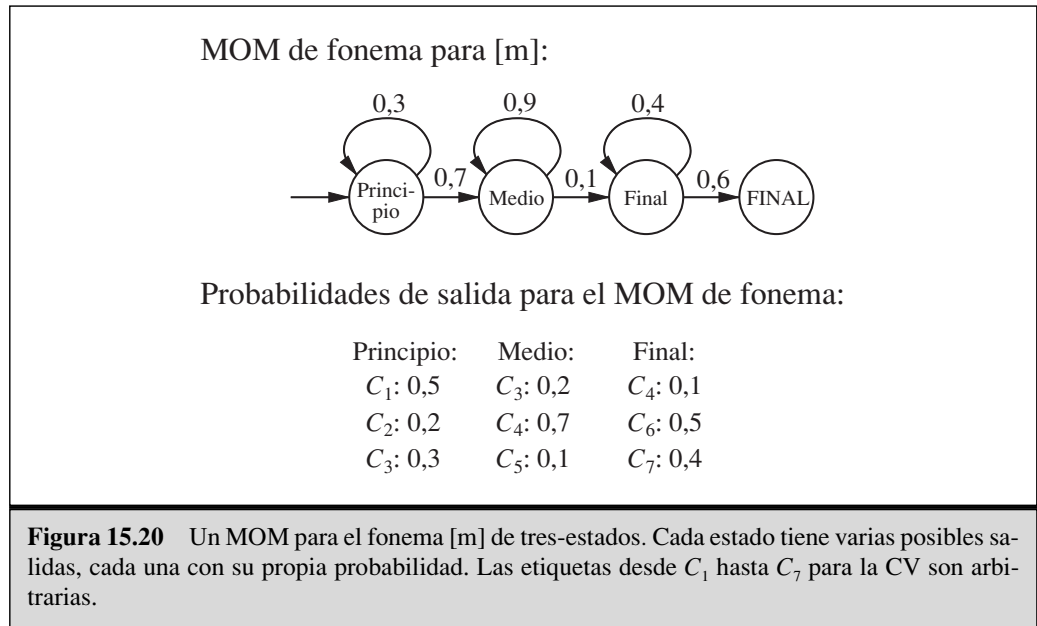 MOM de fonema para [m]:
0,3 0,9 0,4
0,7 0,1 0,6
Princi-
pio Medio Final FINAL
Probabilidades de salida para el MOM de fonema:
Principio: Medio: Final:
C₁: 0,5 C₃: 0,2 C₄: 0,1
C₂: 0,2 C₄: 0,7 C₆: 0,5
C₃: 0,3 C₅: 0,1 C₇: 0,4
Figura 15.20 Un MOM para el fonema [m] de tres-estados. Cada estado tiene varias posibles sa-
lidas, cada una con su propia probabilidad. Las etiquetas desde C₁ hasta C₇ para la CV son arbi-
trarias.